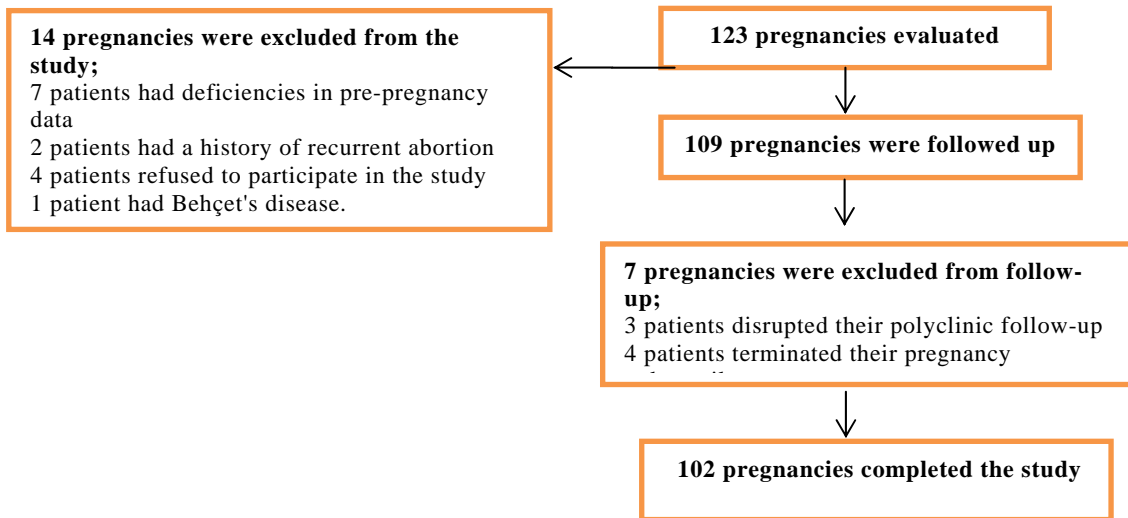 14 pregnancies were excluded from the
study;
7 patients had deficiencies in pre-pregnancy
data
2 patients had a history of recurrent abortion
4 patients refused to participate in the study
1 patient had Behçet's disease.
123 pregnancies evaluated
109 pregnancies were followed up
7 pregnancies were excluded from follow-
up;
3 patients disrupted their polyclinic follow-up
4 patients terminated their pregnancy
102 pregnancies completed the study